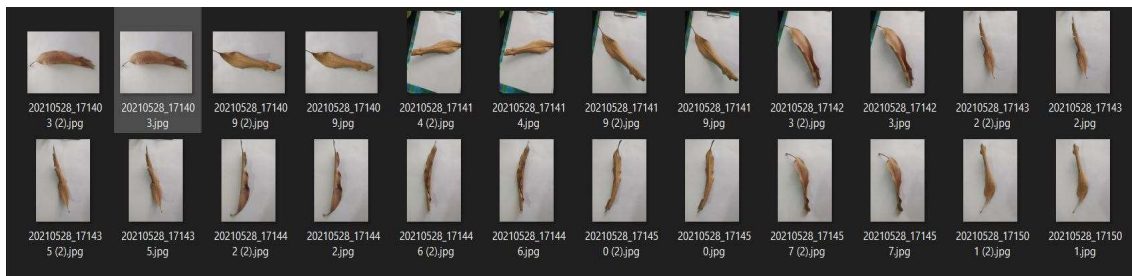 20210528_17140
3 (2).jpg
20210528_17140
3.jpg
20210528_17140
9 (2).jpg
20210528_17140
9.jpg
20210528_17141
4 (2).jpg
20210528_17141
4.jpg
20210528_17141
9 (2).jpg
20210528_17141
9.jpg
20210528_17142
3 (2).jpg
20210528_17142
3.jpg
20210528_17143
2 (2).jpg
20210528_17143
2.jpg
20210528_17143
5 (2).jpg
20210528_17143
5.jpg
20210528_17144
2 (2).jpg
20210528_17144
2.jpg
20210528_17144
6 (2).jpg
20210528_17144
6.jpg
20210528_17145
0 (2).jpg
20210528_17145
0.jpg
20210528_17145
7 (2).jpg
20210528_17145
7.jpg
20210528_17150
1 (2).jpg
20210528_17150
1.jpg